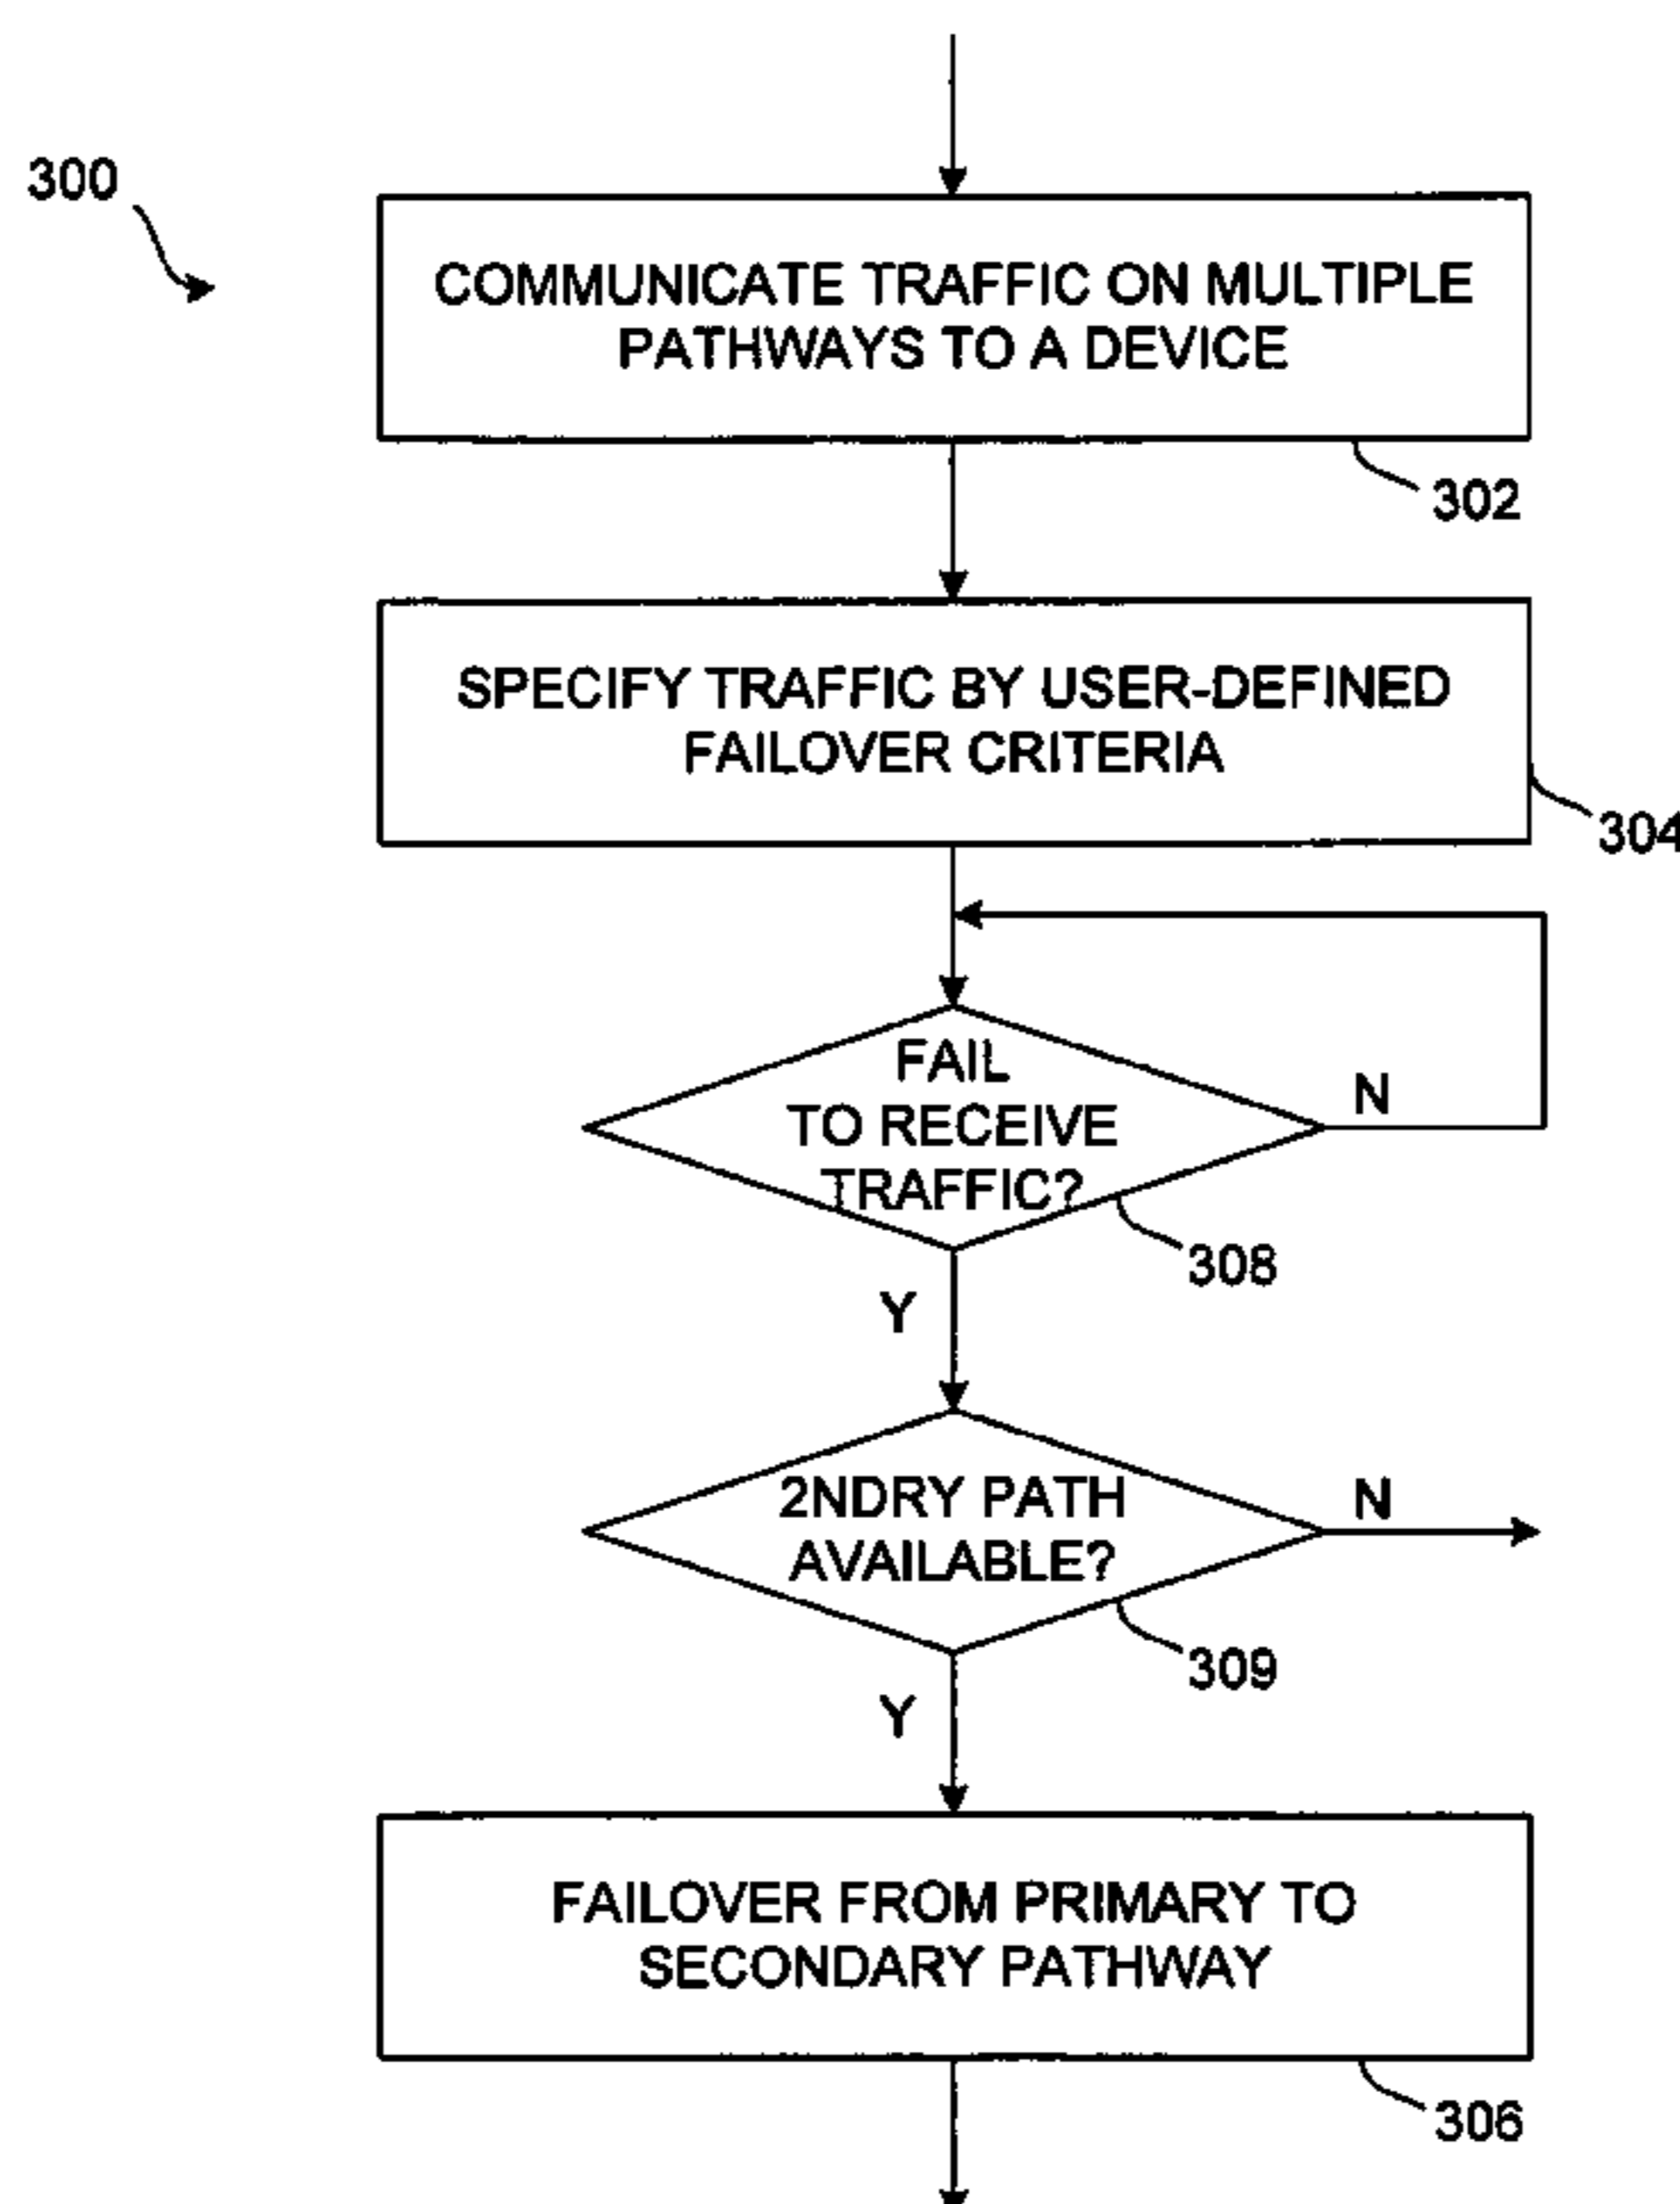 300
COMMUNICATE TRAFFIC ON MULTIPLE
PATHWAYS TO A DEVICE
302
SPECIFY TRAFFIC BY USER-DEFINED
FAILOVER CRITERIA
304
FAIL
TO RECEIVE
TRAFFIC?
N
308
Y
2NDRY PATH
AVAILABLE?
N
309
Y
FAILOVER FROM PRIMARY TO
SECONDARY PATHWAY
306